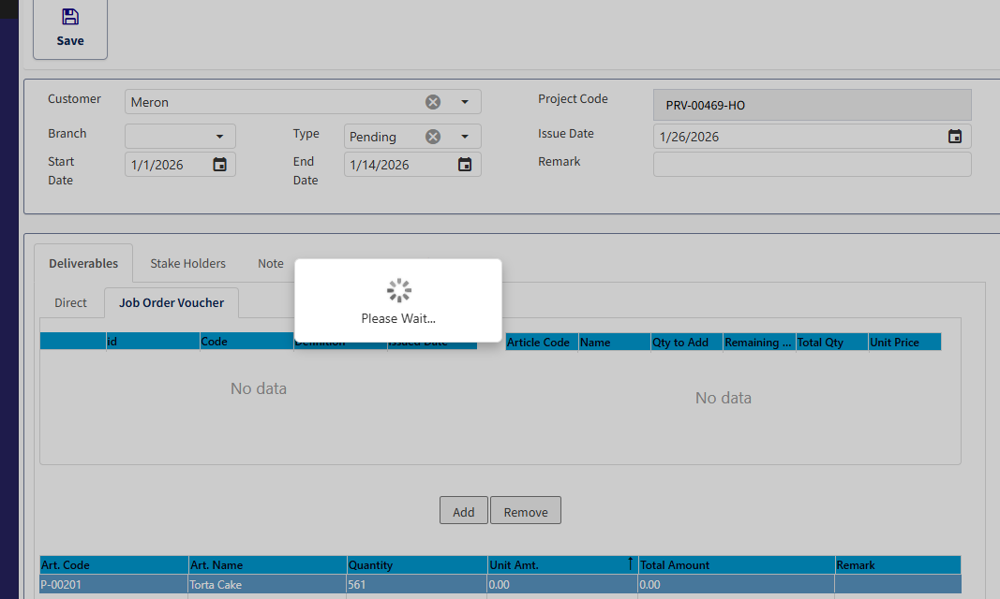 Save
Customer Meron Project Code PRV-00469-HO
Branch Type Pending Issue Date 1/26/2026
Start Date 1/1/2026 End Date 1/14/2026 Remark
Deliverables Stake Holders Note
Direct Job Order Voucher
Please Wait...
id Code Definition Issued Date Article Code Name Qty to Add Remaining ... Total Qty Unit Price
No data No data
Add Remove
Art. Code Art. Name Quantity Unit Amt. Total Amount Remark
P-00201 Torta Cake 561 0.00 0.00